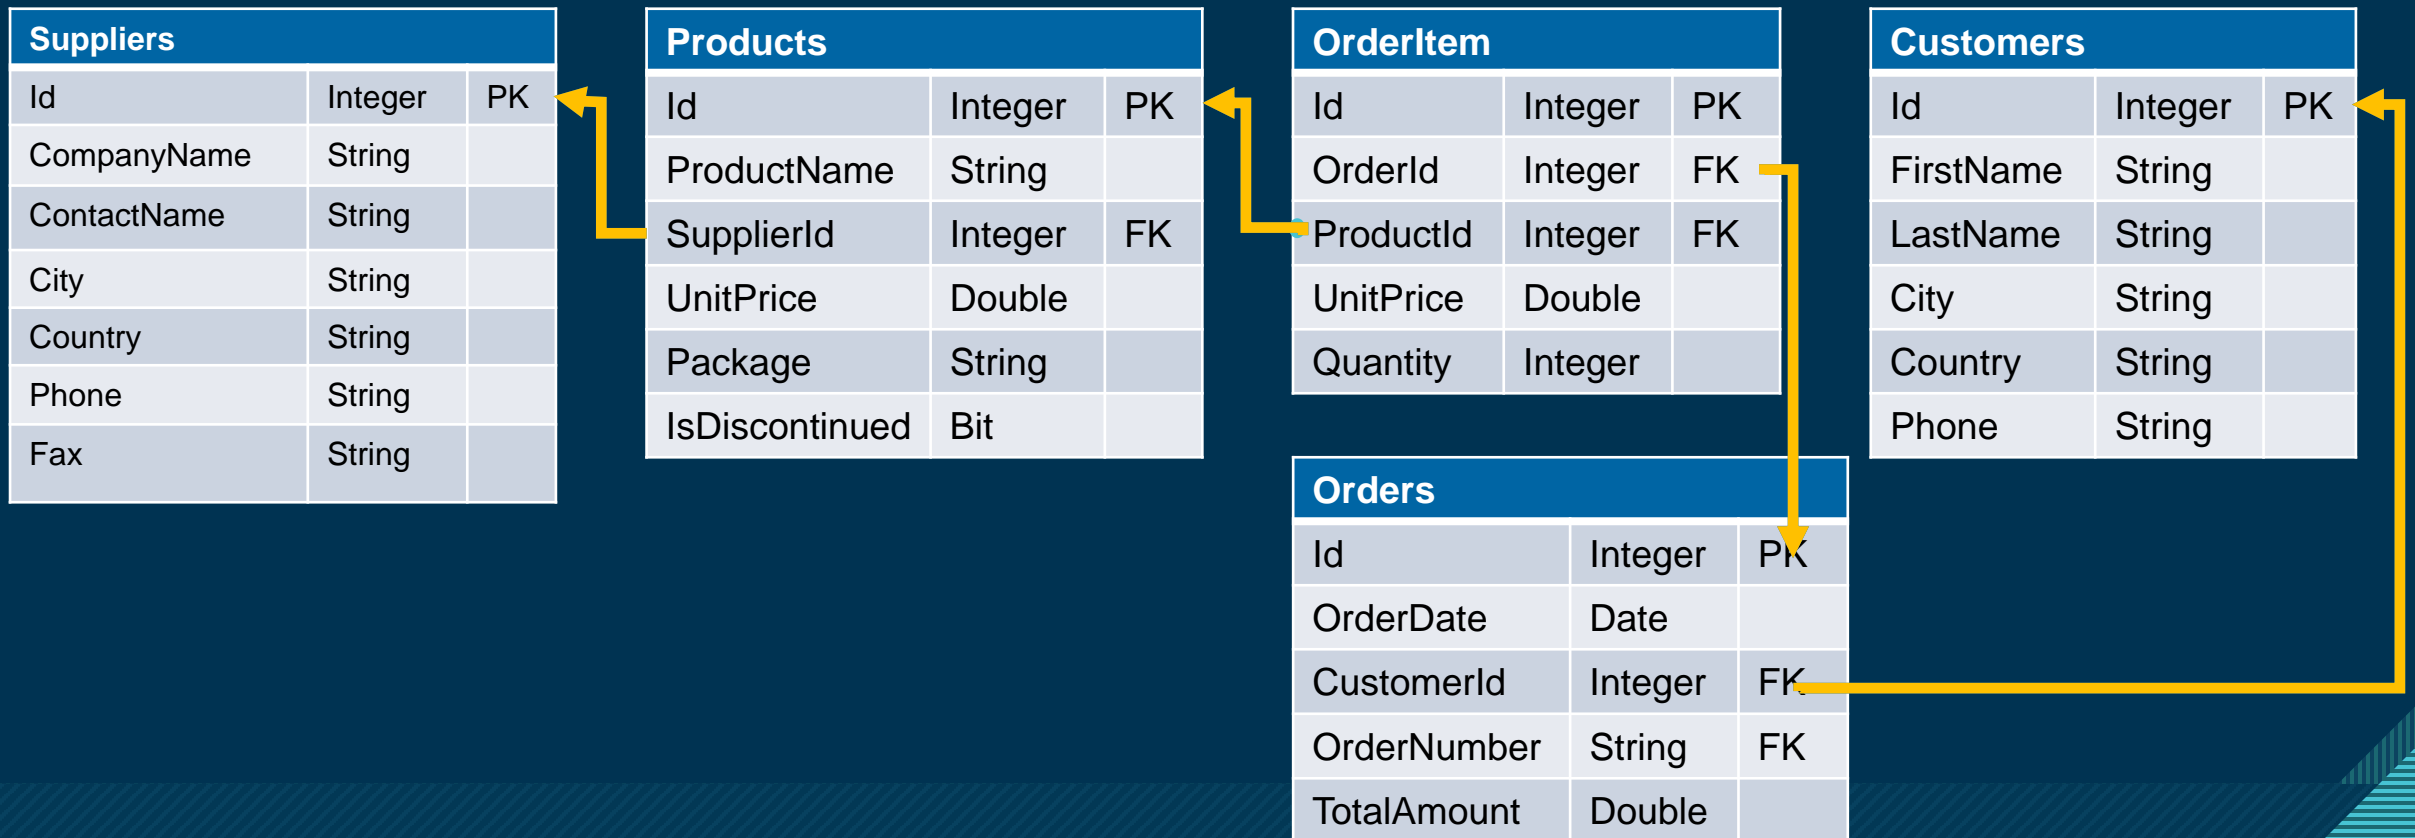 Suppliers
Id Integer PK
CompanyName String
ContactName String
City String
Country String
Phone String
Fax String
Products
Id Integer PK
ProductName String
SupplierId Integer FK
UnitPrice Double
Package String
IsDiscontinued Bit
OrderItem
Id Integer PK
OrderId Integer FK
ProductId Integer FK
UnitPrice Double
Quantity Integer
Customers
Id Integer PK
FirstName String
LastName String
City String
Country String
Phone String
Orders
Id Integer PK
OrderDate Date
CustomerId Integer FK
OrderNumber String FK
TotalAmount Double